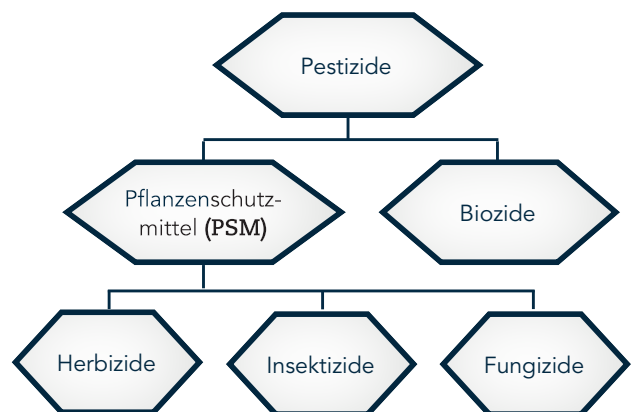 Pestizide
Pflanzenschutz-
mittel (PSM)
Biozide
Herbizide
Insektizide
Fungizide